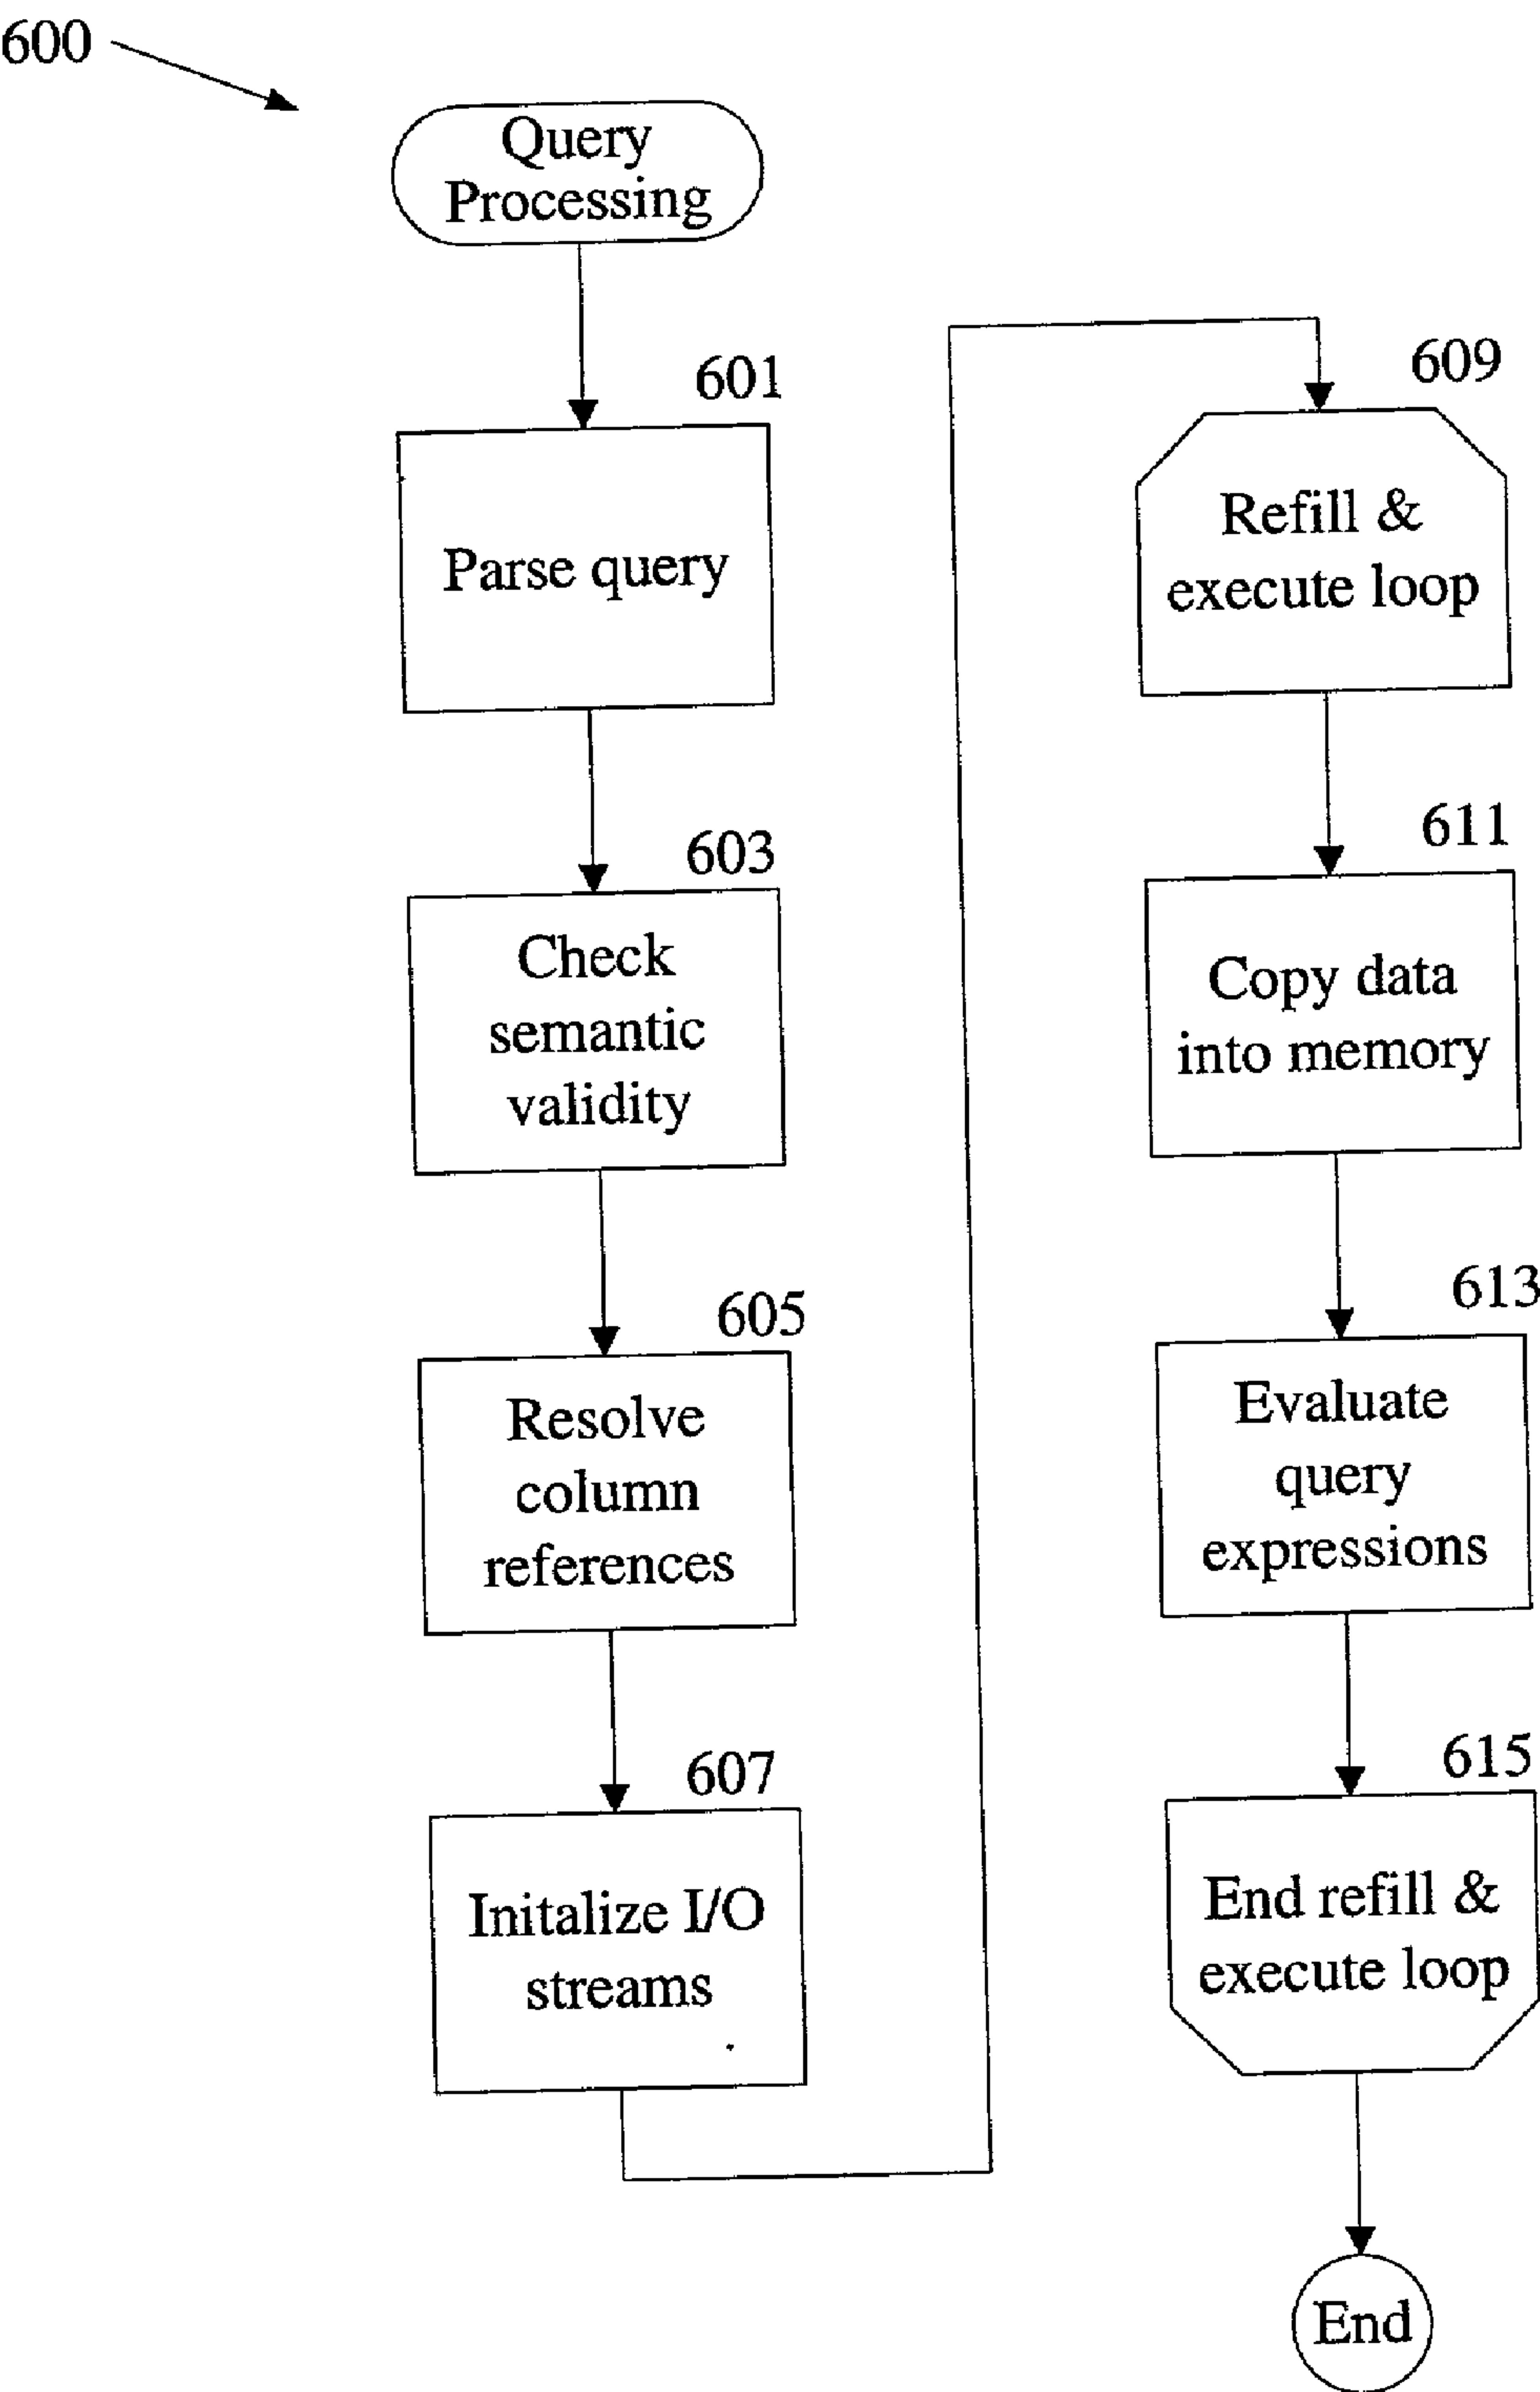 600
Query
Processing
601
Parse query
603
Check
semantic
validity
605
Resolve
column
references
607
Initalize I/O
streams
609
Refill &
execute loop
611
Copy data
into memory
613
Evaluate
query
expressions
615
End refill &
execute loop
End